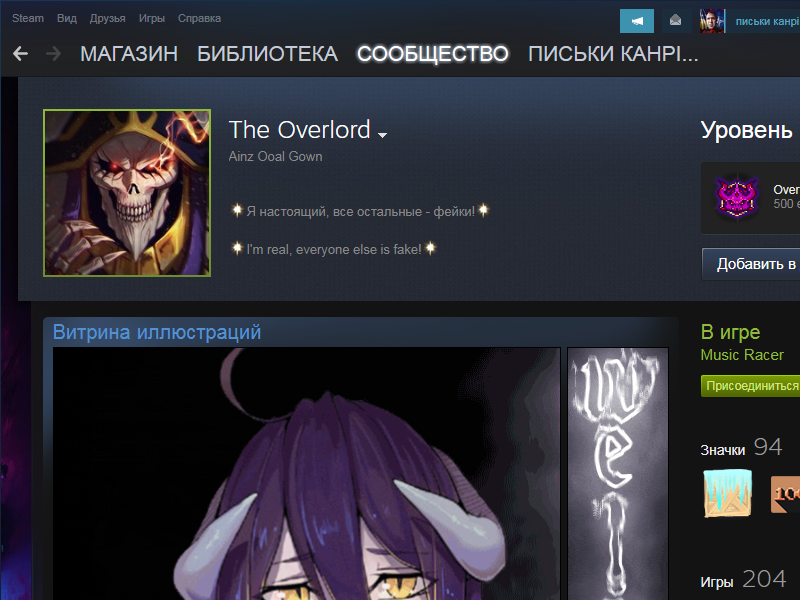 Steam Вид Друзья Игры Справка
письки канрі
МАГАЗИН БИБЛИОТЕКА СООБЩЕСТВО ПИСЬКИ КАНРІ...
The Overlord
Ainz Ooal Gown
Я настоящий, все остальные - фейки!
I'm real, everyone else is fake!
Уровень
Over
500
Добавить в
Витрина иллюстраций
В игре
Music Racer
Присоединиться
Значки 94
100
Игры 204